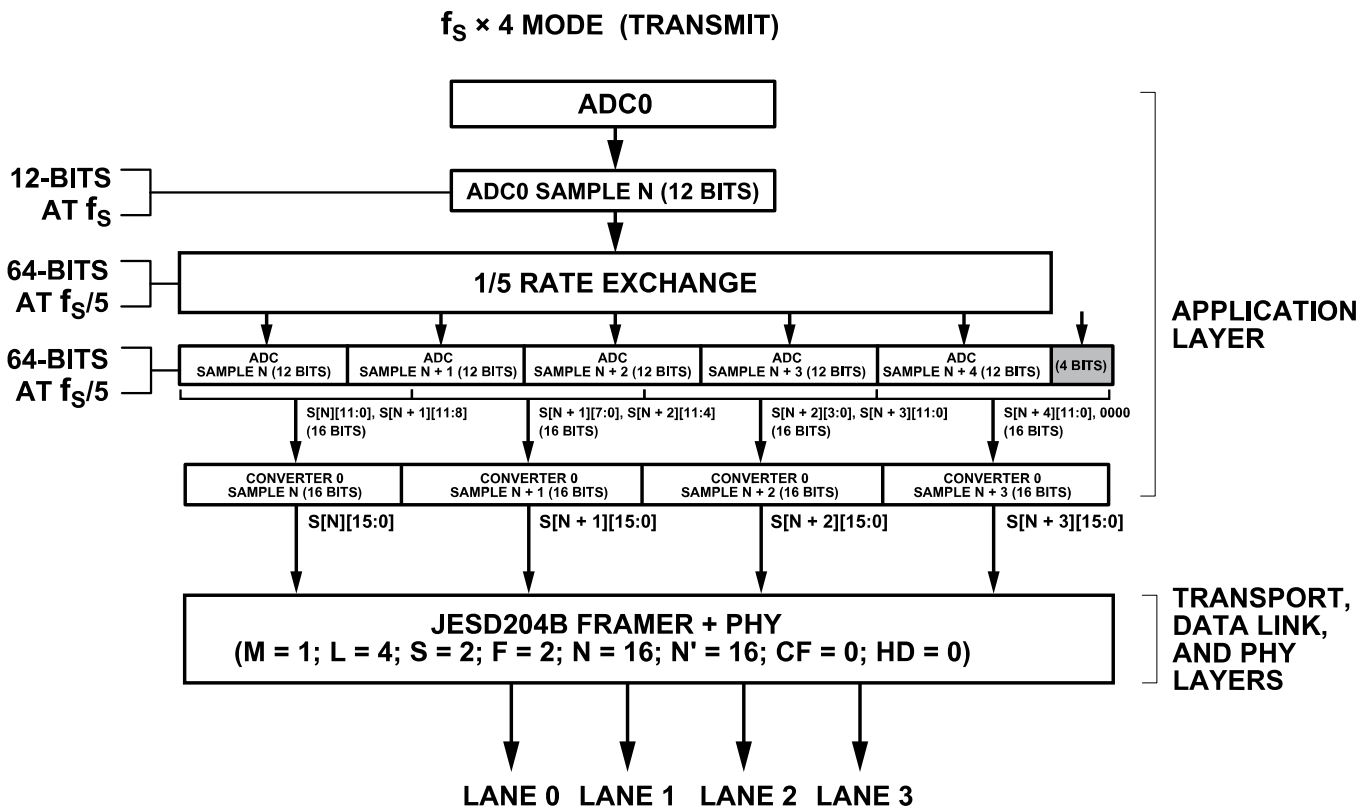 fS × 4 MODE (TRANSMIT)
ADC0
12-BITS
AT fS
ADC0 SAMPLE N (12 BITS)
64-BITS
AT fS/5
1/5 RATE EXCHANGE
APPLICATION
LAYER
64-BITS
AT fS/5
ADC
SAMPLE N (12 BITS)
ADC
SAMPLE N + 1 (12 BITS)
ADC
SAMPLE N + 2 (12 BITS)
ADC
SAMPLE N + 3 (12 BITS)
ADC
SAMPLE N + 4 (12 BITS)
(4 BITS)
S[N][11:0], S[N + 1][11:8]
(16 BITS)
S[N + 1][7:0], S[N + 2][11:4]
(16 BITS)
S[N + 2][3:0], S[N + 3][11:0]
(16 BITS)
S[N + 4][11:0], 0000
(16 BITS)
CONVERTER 0
SAMPLE N (16 BITS)
CONVERTER 0
SAMPLE N + 1 (16 BITS)
CONVERTER 0
SAMPLE N + 2 (16 BITS)
CONVERTER 0
SAMPLE N + 3 (16 BITS)
S[N][15:0]
S[N + 1][15:0]
S[N + 2][15:0]
S[N + 3][15:0]
JESD204B FRAMER + PHY
(M = 1; L = 4; S = 2; F = 2; N = 16; N' = 16; CF = 0; HD = 0)
TRANSPORT,
DATA LINK,
AND PHY
LAYERS
LANE 0
LANE 1
LANE 2
LANE 3